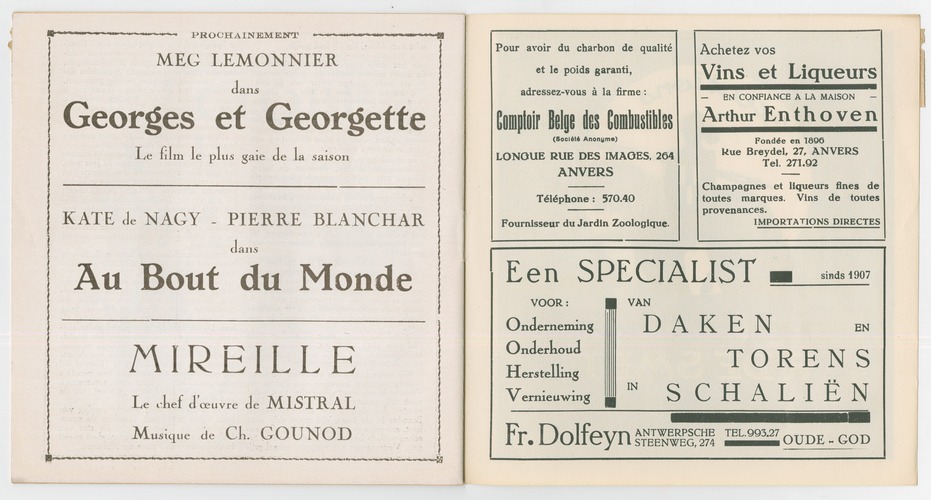 PROCHAINEMENT
MEG LEMONNIER
dans
Georges et Georgette
Le film le plus gaie de la saison
KATE de NAGY - PIERRE BLANCHAR
dans
Au Bout du Monde
MIREILLE
Le chef d'œuvre de MISTRAL
Musique de Ch. GOUNOD
Pour avoir du charbon de qualité
et le poids garanti,
adressez-vous à la firme :
Comptoir Belge des Combustibles
(Société Anonyme)
LONGUE RUE DES IMAGES, 264
ANVERS
Téléphone : 570.40
Fournisseur du Jardin Zoologique.
Achetez vos
Vins et Liqueurs
— EN CONFIANCE A LA MAISON —
Arthur Enthoven
Fondée en 1896
Rue Breydel, 27, ANVERS
Tel. 271.92
Champagnes et liqueurs fines de
toutes marques. Vins de toutes
provenances.
IMPORTATIONS DIRECTES
Een SPECIALIST sinds 1907
VOOR :
Onderneming
Onderhoud
Herstelling
Vernieuwing
VAN
DAKEN EN
TORENS
IN SCHALIËN
Fr. Dolfeyn ANTWERPSCHE STEENWEG, 274 TEL. 993,27 OUDE-GOD